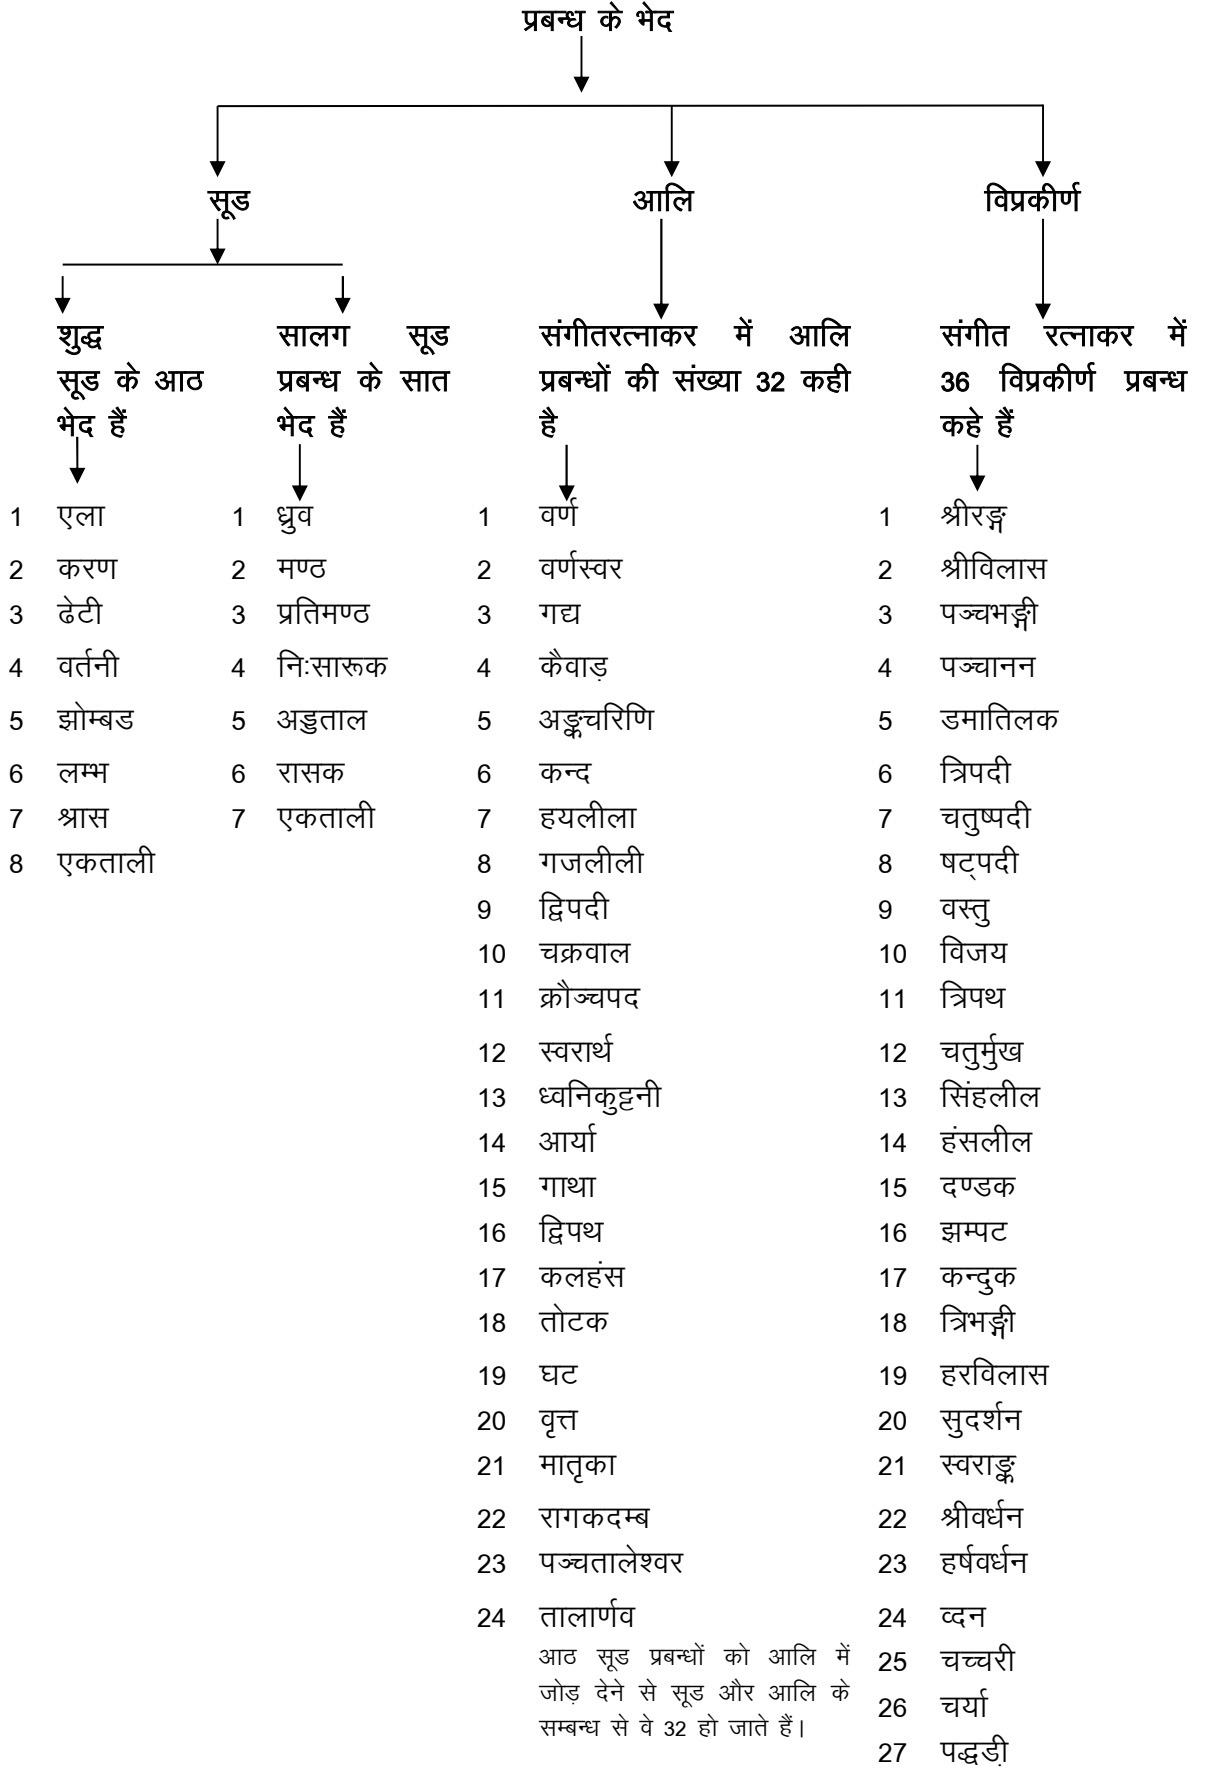 प्रबन्ध के भेद
सूड
आलि
विप्रकीर्ण
शुद्ध
सूड के आठ
भेद हैं
सालग सूड
प्रबन्ध के सात
भेद हैं
संगीतरत्नाकर में आलि
प्रबन्धों की संख्या 32 कही
है
संगीत रत्नाकर में
36 विप्रकीर्ण प्रबन्ध
कहे हैं
1 एला
2 करण
3 ढेटी
4 वर्तनी
5 झोम्बड
6 लम्भ
7 श्रास
8 एकताली
1 ध्रुव
2 मण्ठ
3 प्रतिमण्ठ
4 निःसारूक
5 अड्डताल
6 रासक
7 एकताली
1 वर्ण
2 वर्णस्वर
3 गद्य
4 कैवाड़
5 अङ्कचरिणि
6 कन्द
7 हयलीला
8 गजलीली
9 द्विपदी
10 चक्रवाल
11 क्रौञ्चपद
12 स्वरार्थ
13 ध्वनिकुट्टनी
14 आर्या
15 गाथा
16 द्विपथ
17 कलहंस
18 तोटक
19 घट
20 वृत्त
21 मातृका
22 रागकदम्ब
23 पञ्चतालेश्वर
24 तालार्णव
आठ सूड प्रबन्धों को आलि में
जोड़ देने से सूड और आलि के
सम्बन्ध से वे 32 हो जाते हैं।
1 श्रीरङ्ग
2 श्रीविलास
3 पञ्चभङ्गी
4 पञ्चानन
5 डमातिलक
6 त्रिपदी
7 चतुष्पदी
8 षट्पदी
9 वस्तु
10 विजय
11 त्रिपथ
12 चतुर्मुख
13 सिंहलील
14 हंसलील
15 दण्डक
16 झम्पट
17 कन्दुक
18 त्रिभङ्गी
19 हरविलास
20 सुदर्शन
21 स्वराङ्क
22 श्रीवर्धन
23 हर्षवर्धन
24 व्दन
25 चच्चरी
26 चर्या
27 पद्धड़ी